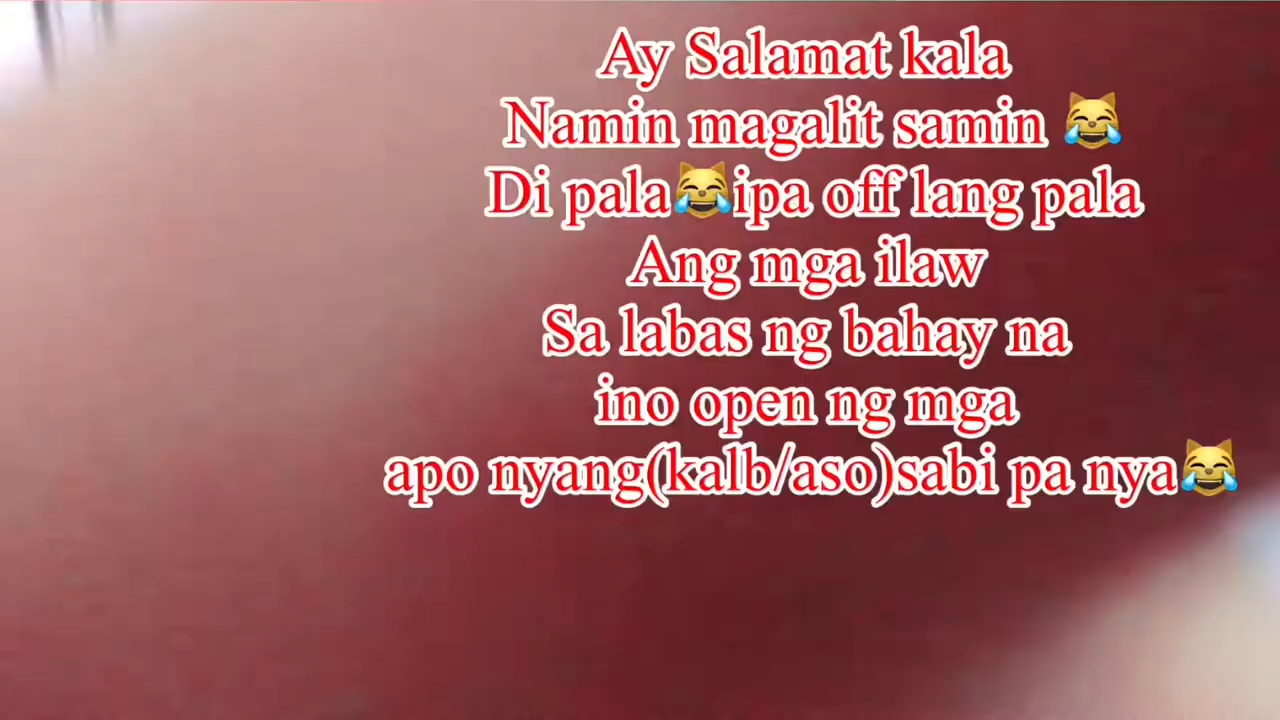 Ay Salamat kala
Namin magalit samin 😹
Di pala😹ipa off lang pala
Ang mga ilaw
Sa labas ng bahay na
ino open ng mga
apo nyang(kalb/aso)sabi pa nya😹